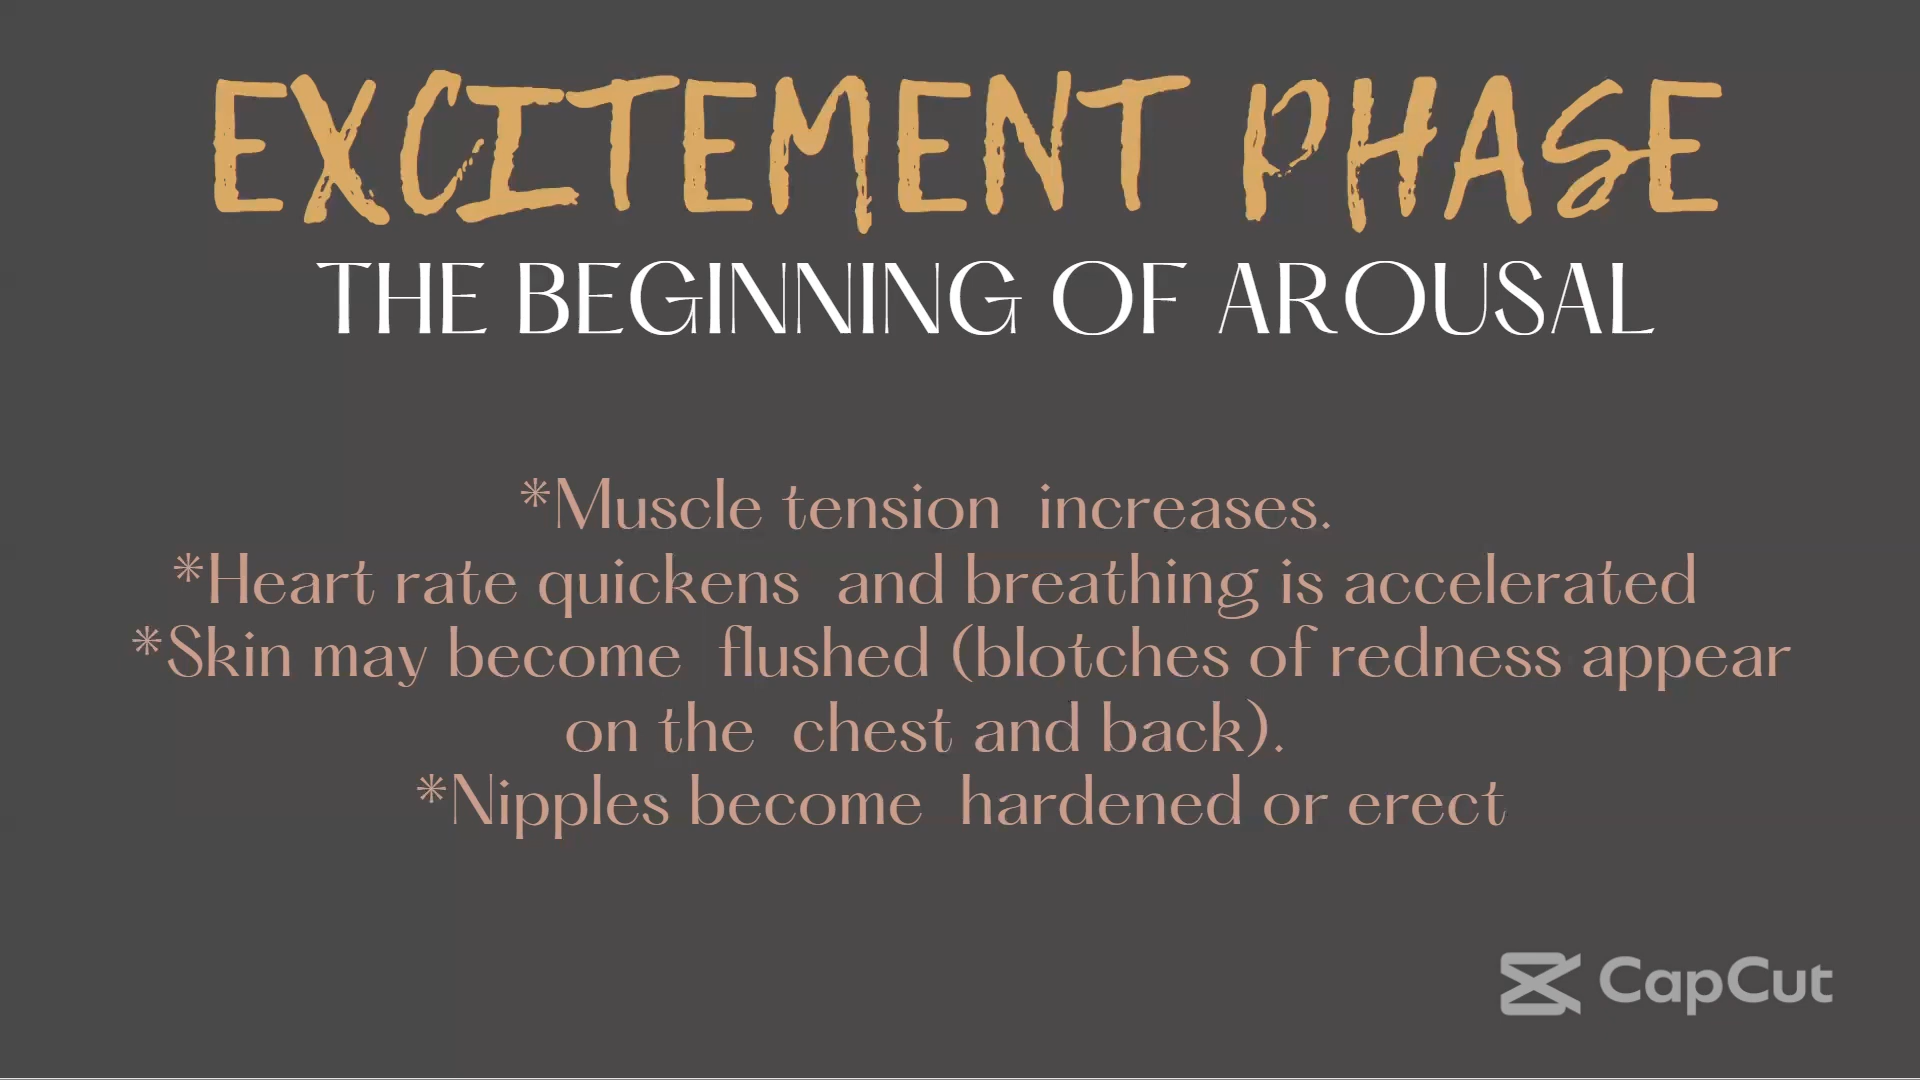 EXCITEMENT PHASE
THE BEGINNING OF AROUSAL
*Muscle tension increases.
*Heart rate quickens and breathing is accelerated
*Skin may become flushed (blotches of redness appear
on the chest and back).
*Nipples become hardened or erect
CapCut